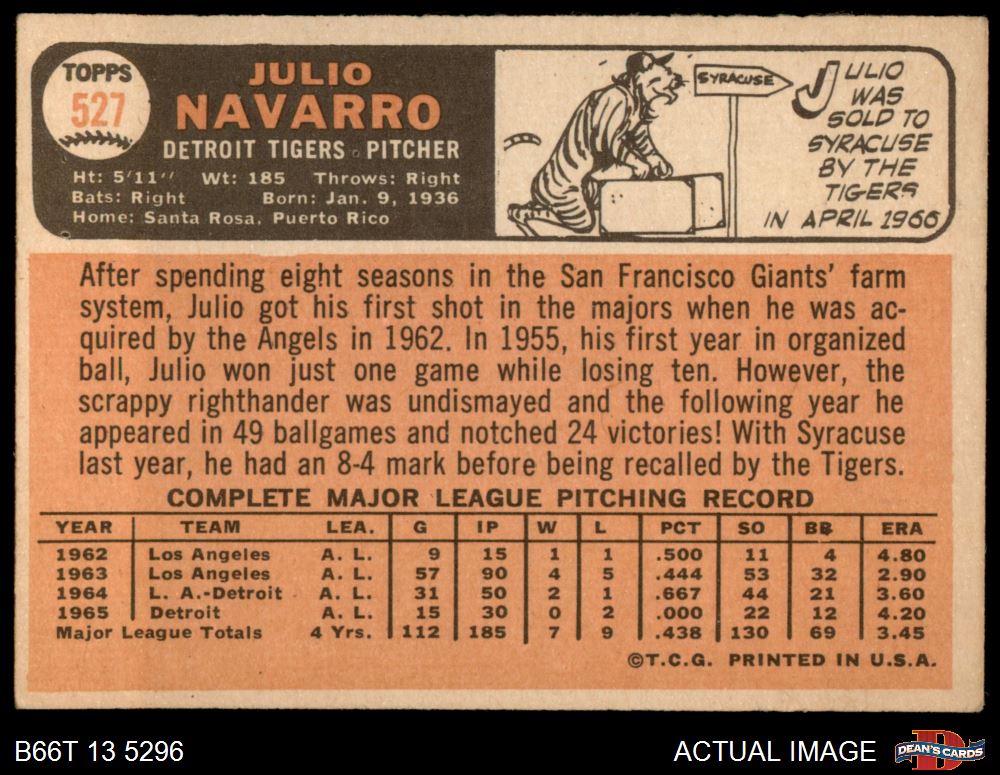 TOPPS
527
JULIO
NAVARRO
DETROIT TIGERS · PITCHER
Ht: 5'11" Wt: 185 Throws: Right
Bats: Right Born: Jan. 9, 1936
Home: Santa Rosa, Puerto Rico
SYRACUSE
JULIO
WAS
SOLD TO
SYRACUSE
BY THE
TIGERS
IN APRIL 1966
After spending eight seasons in the San Francisco Giants' farm
system, Julio got his first shot in the majors when he was ac-
quired by the Angels in 1962. In 1955, his first year in organized
ball, Julio won just one game while losing ten. However, the
scrappy righthander was undismayed and the following year he
appeared in 49 ballgames and notched 24 victories! With Syracuse
last year, he had an 8-4 mark before being recalled by the Tigers.
COMPLETE MAJOR LEAGUE PITCHING RECORD
YEAR TEAM LEA. G IP W L PCT SO BB ERA
1962 Los Angeles A. L. 9 15 1 1 .500 11 4 4.80
1963 Los Angeles A. L. 57 90 4 5 .444 53 32 2.90
1964 L. A.-Detroit A. L. 31 50 2 1 .667 44 21 3.60
1965 Detroit A. L. 15 30 0 2 .000 22 12 4.20
Major League Totals 4 Yrs. 112 185 7 9 .438 130 69 3.45
©T.C.G. PRINTED IN U.S.A.
B66T 13 5296
ACTUAL IMAGE
DEAN'S CARDS